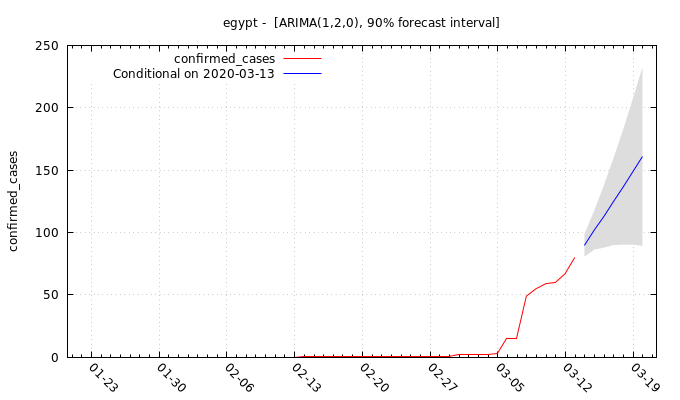 egypt - [ARIMA(1,2,0), 90% forecast interval]
confirmed_cases
Conditional on 2020-03-13
confirmed_cases
250
200
150
100
50
0
01-23 01-30 02-06 02-13 02-20 02-27 03-05 03-12 03-19